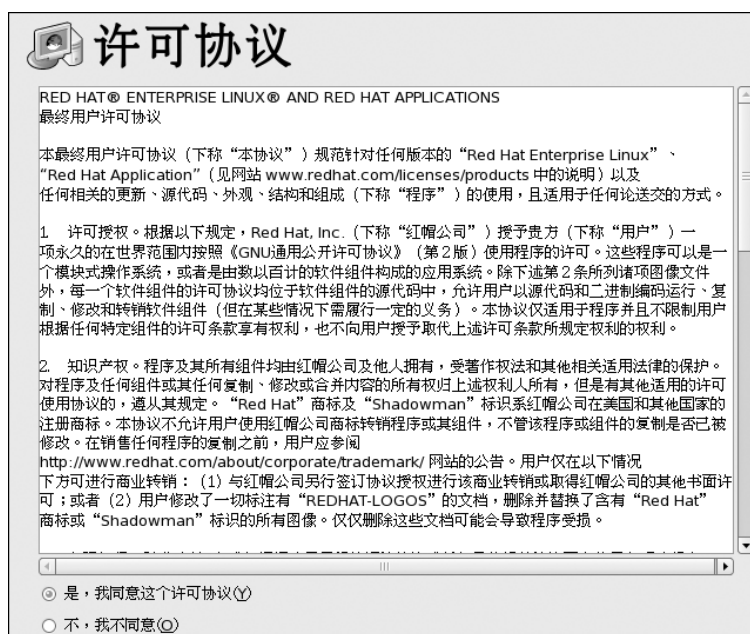 许可协议
RED HAT® ENTERPRISE LINUX® AND RED HAT APPLICATIONS
最终用户许可协议
本最终用户许可协议（下称“本协议”）规范针对任何版本的“Red Hat Enterprise Linux”、
“Red Hat Application”（见网站 www.redhat.com/licenses/products 中的说明）以及
任何相关的更新、源代码、外观、结构和组成（下称“程序”）的使用，且适用于任何论送交的方式。
1. 许可授权。根据以下规定，Red Hat, Inc.（下称“红帽公司”）授予贵方（下称“用户”）一
项永久的在世界范围内按照《GNU通用公开许可协议》（第2版）使用程序的许可。这些程序可以是一
个模块式操作系统，或者是由数以百计的软件组件构成的应用系统。除下述第2条所列诸项图像文件
外，每一个软件组件的许可协议均位于软件组件的源代码中，允许用户以源代码和二进制编码运行、复
制、修改和转销软件组件（但在某些情况下需履行一定的义务）。本协议仅适用于程序并且不限制用户
根据任何特定组件的许可条款享有权利，也不向用户授予取代上述许可条款所规定权利的权利。
2. 知识产权。程序及其所有组件均由红帽公司及他人拥有，受著作权法和其他相关适用法律的保护。
对程序及任何组件或其任何复制、修改或合并内容的所有权归上述权利人所有，但是有其他适用的许可
使用协议的，遵从其规定。“Red Hat”商标及“Shadowman”标识系红帽公司在美国和其他国家的
注册商标。本协议不允许用户使用红帽公司商标转销程序或其组件，不管该程序或组件的复制是否已被
修改。在销售任何程序的复制之前，用户应参阅
http://www.redhat.com/about/corporate/trademark/ 网站的公告。用户仅在以下情况
下方可进行商业转销：(1) 与红帽公司另行签订协议授权进行该商业转销或取得红帽公司的其他书面许
可；或者 (2) 用户修改了一切标注有“REDHAT-LOGOS”的文档，删除并替换了含有“Red Hat”
商标或“Shadowman”标识的所有图像。仅仅删除这些文档可能会导致程序受损。
是，我同意这个许可协议(Y)
不，我不同意(O)